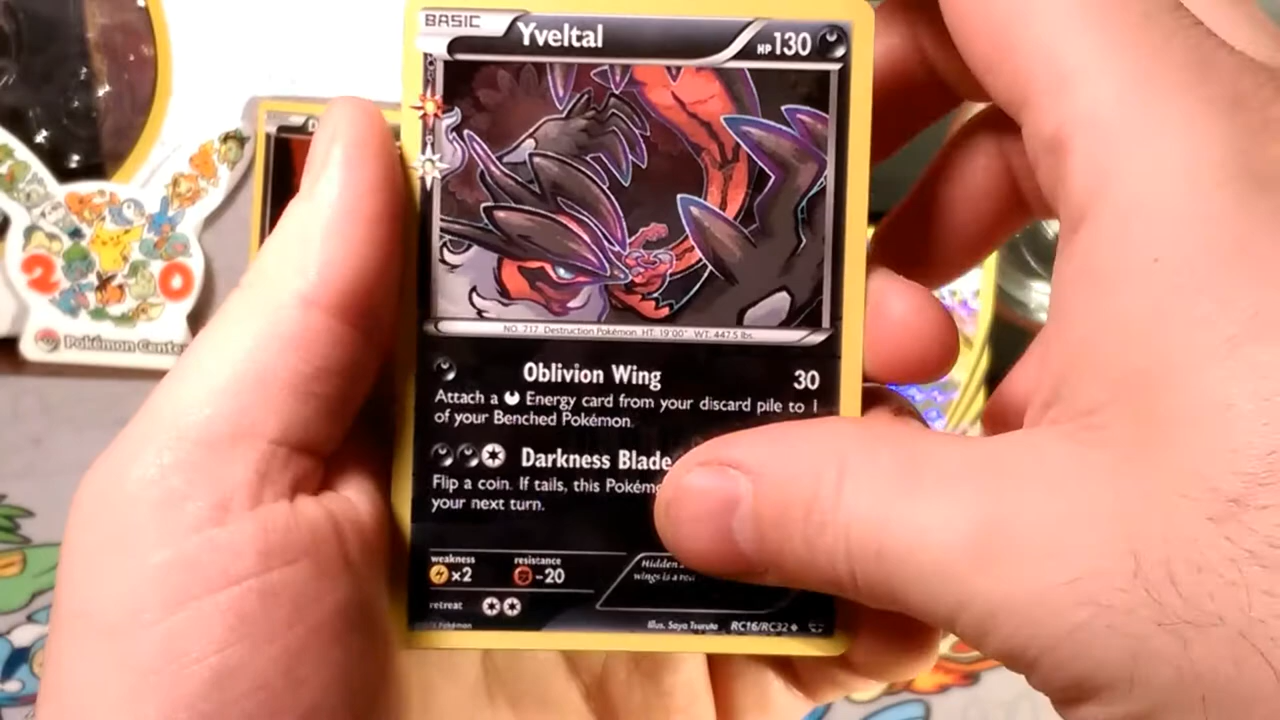 BASIC
Yveltal
HP 130
NO. 717 Destruction Pokémon HT: 19'00" WT: 447.5 lbs.
Oblivion Wing 30
Attach a Energy card from your discard pile to 1
of your Benched Pokémon.
Darkness Blade
Flip a coin. If tails, this
your next turn.
weakness resistance
×2 -20
Hidden
wings is a
retreat
Pokémon Illus. Saya Tsuruta RC16/RC32
20
Pokémon Center